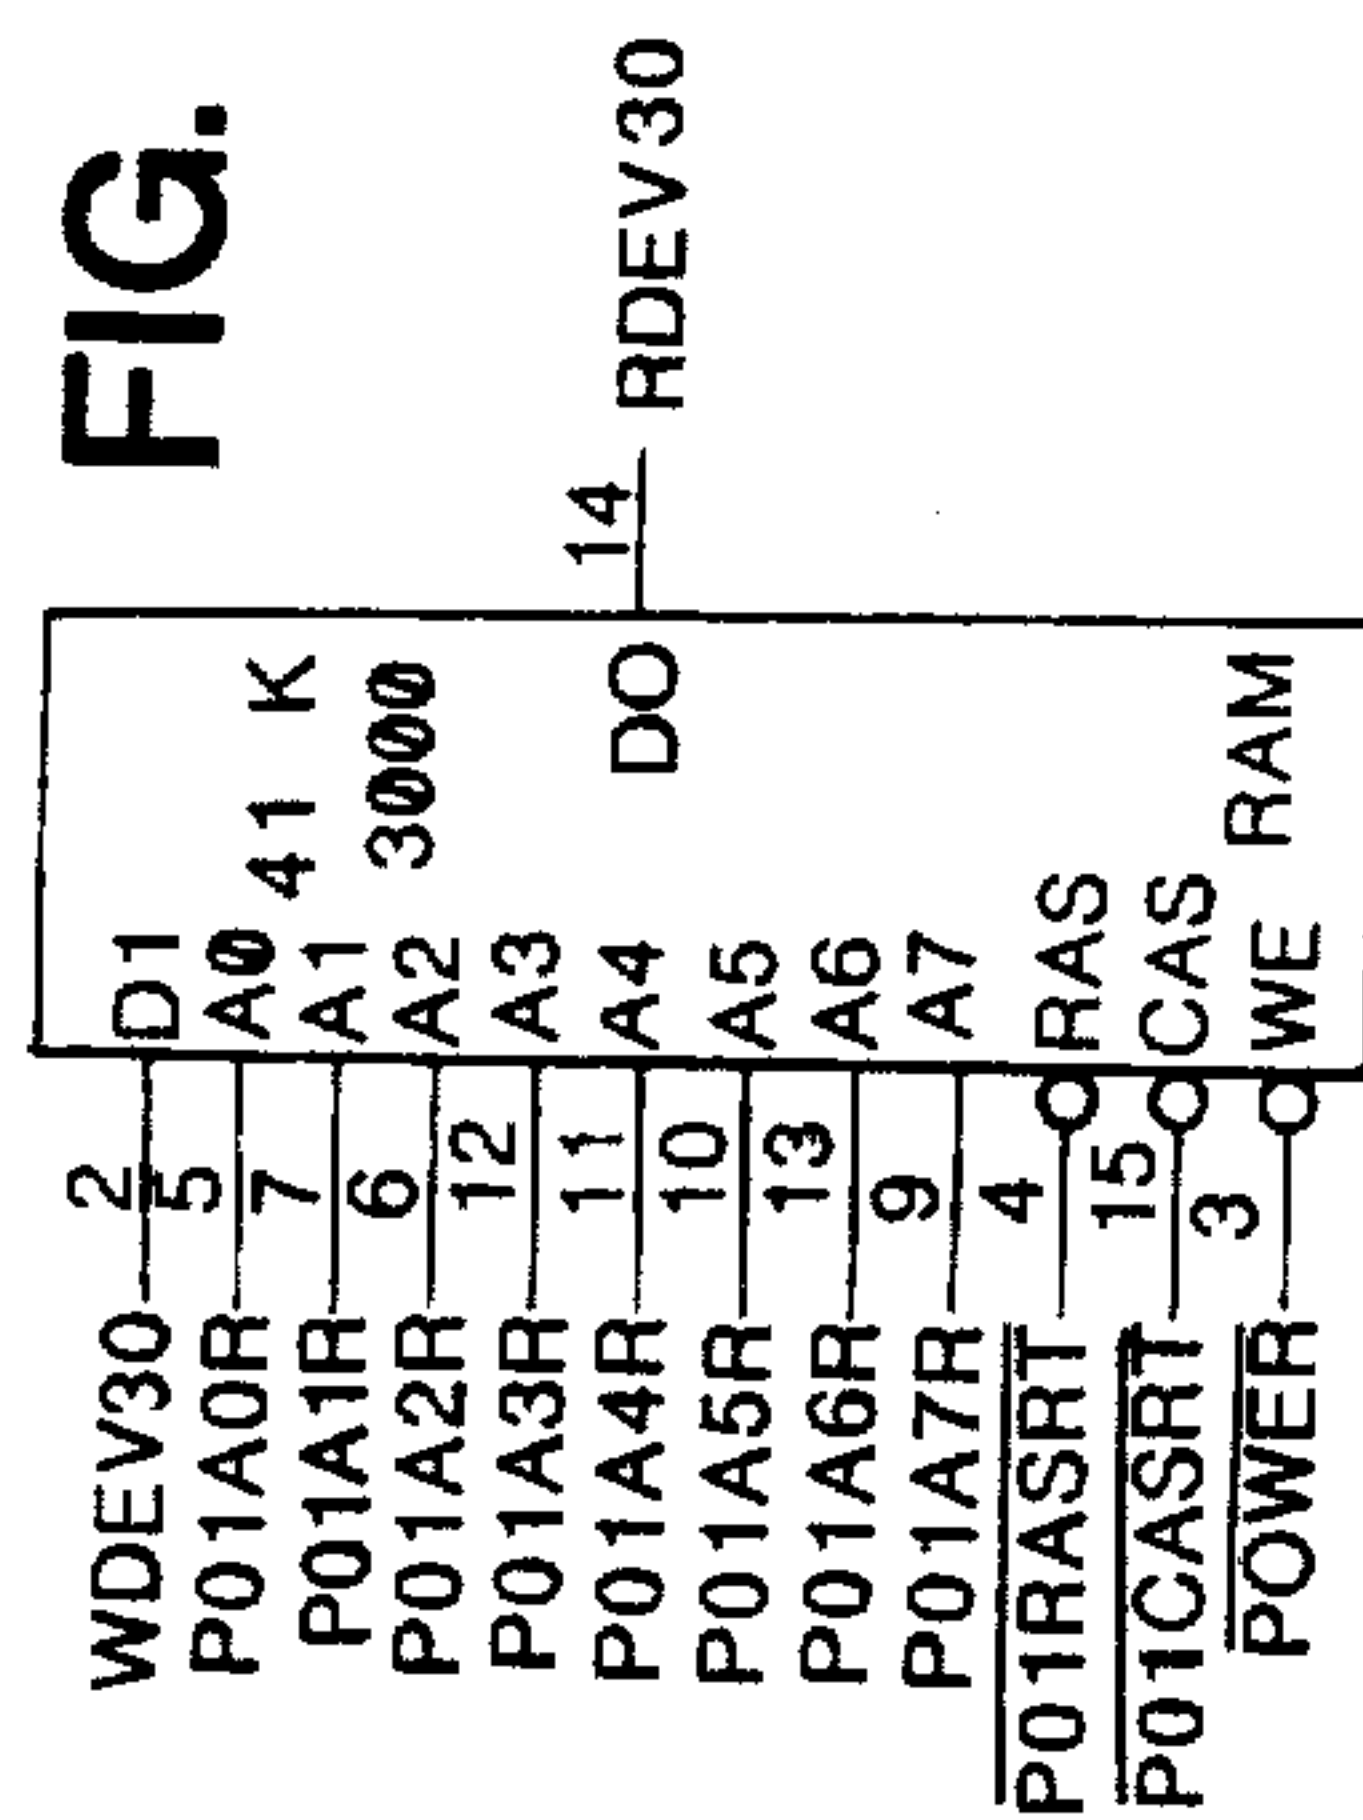 FIG.
WDEV30 2 D1
P01A0R 5 A0 41 K
P01A1R 7 A1
P01A2R 6 A2 3000
P01A3R 12 A3
P01A4R 11 A4 DO 14 RDEV30
P01A5R 10 A5
P01A6R 13 A6
P01A7R 9 A7
P01RASRT 4 RAS
P01CASRT 15 CAS
POWER 3 WE RAM